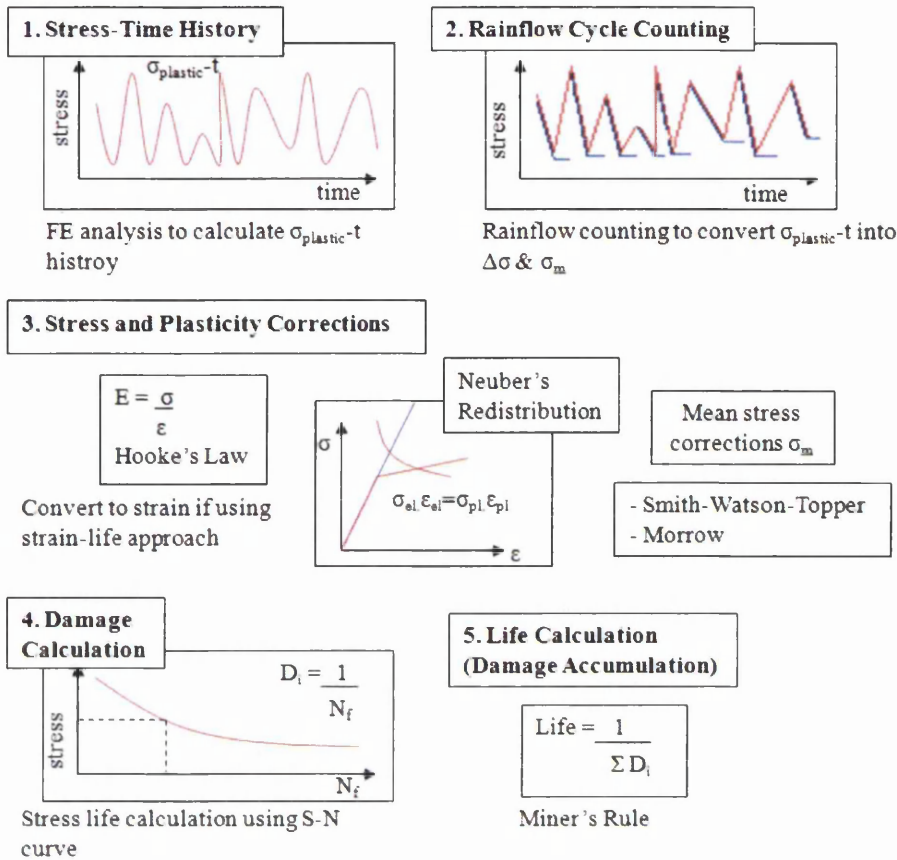 1. Stress-Time History
σplastic-t
stress
time
FE analysis to calculate σplastic-t
histroy
2. Rainflow Cycle Counting
stress
time
Rainflow counting to convert σplastic-t into
Δσ & σm
3. Stress and Plasticity Corrections
E = σ
ε
Hooke's Law
Convert to strain if using
strain-life approach
Neuber's
Redistribution
σ
σel.εel=σpl.εpl
ε
Mean stress
corrections σm
- Smith-Watson-Topper
- Morrow
4. Damage
Calculation
Di = 1
Nf
stress
Nf
Stress life calculation using S-N
curve
5. Life Calculation
(Damage Accumulation)
Life = 1
Σ Di
Miner's Rule